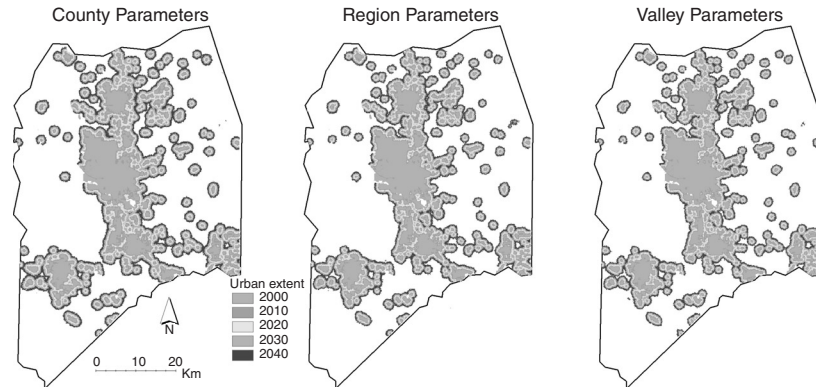 County Parameters
Region Parameters
Valley Parameters
Urban extent
2000
2010
2020
2030
2040
N
0 10 20
Km